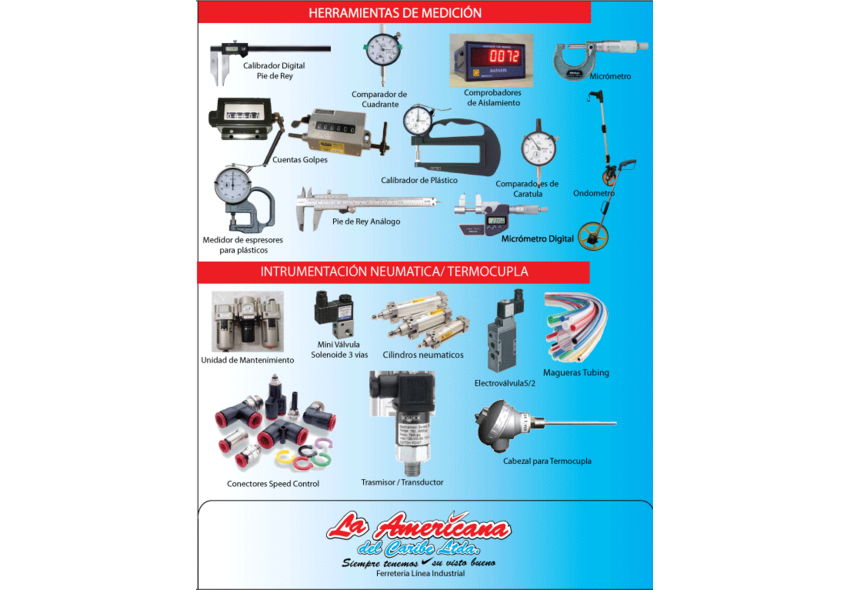 HERRAMIENTAS DE MEDICIÓN
Calibrador Digital
Pie de Rey
Comparador de
Cuadrante
0072
Comprobadores
de Aislamiento
Micrómetro
Cuentas Golpes
Calibrador de Plástico
Comparadores de
Caratula
Ondometro
Medidor de espresores
para plásticos
Pie de Rey Análogo
Micrómetro Digital
INTRUMENTACIÓN NEUMATICA/ TERMOCUPLA
Unidad de Mantenimiento
Mini Válvula
Solenoide 3 vias
Cilindros neumaticos
Electroválvula5/2
Magueras Tubing
Conectores Speed Control
Trasmisor / Transductor
Cabezal para Termocupla
La Americana
del Caribe Ltda.
Siempre tenemos su visto bueno
Ferreteria Línea Industrial